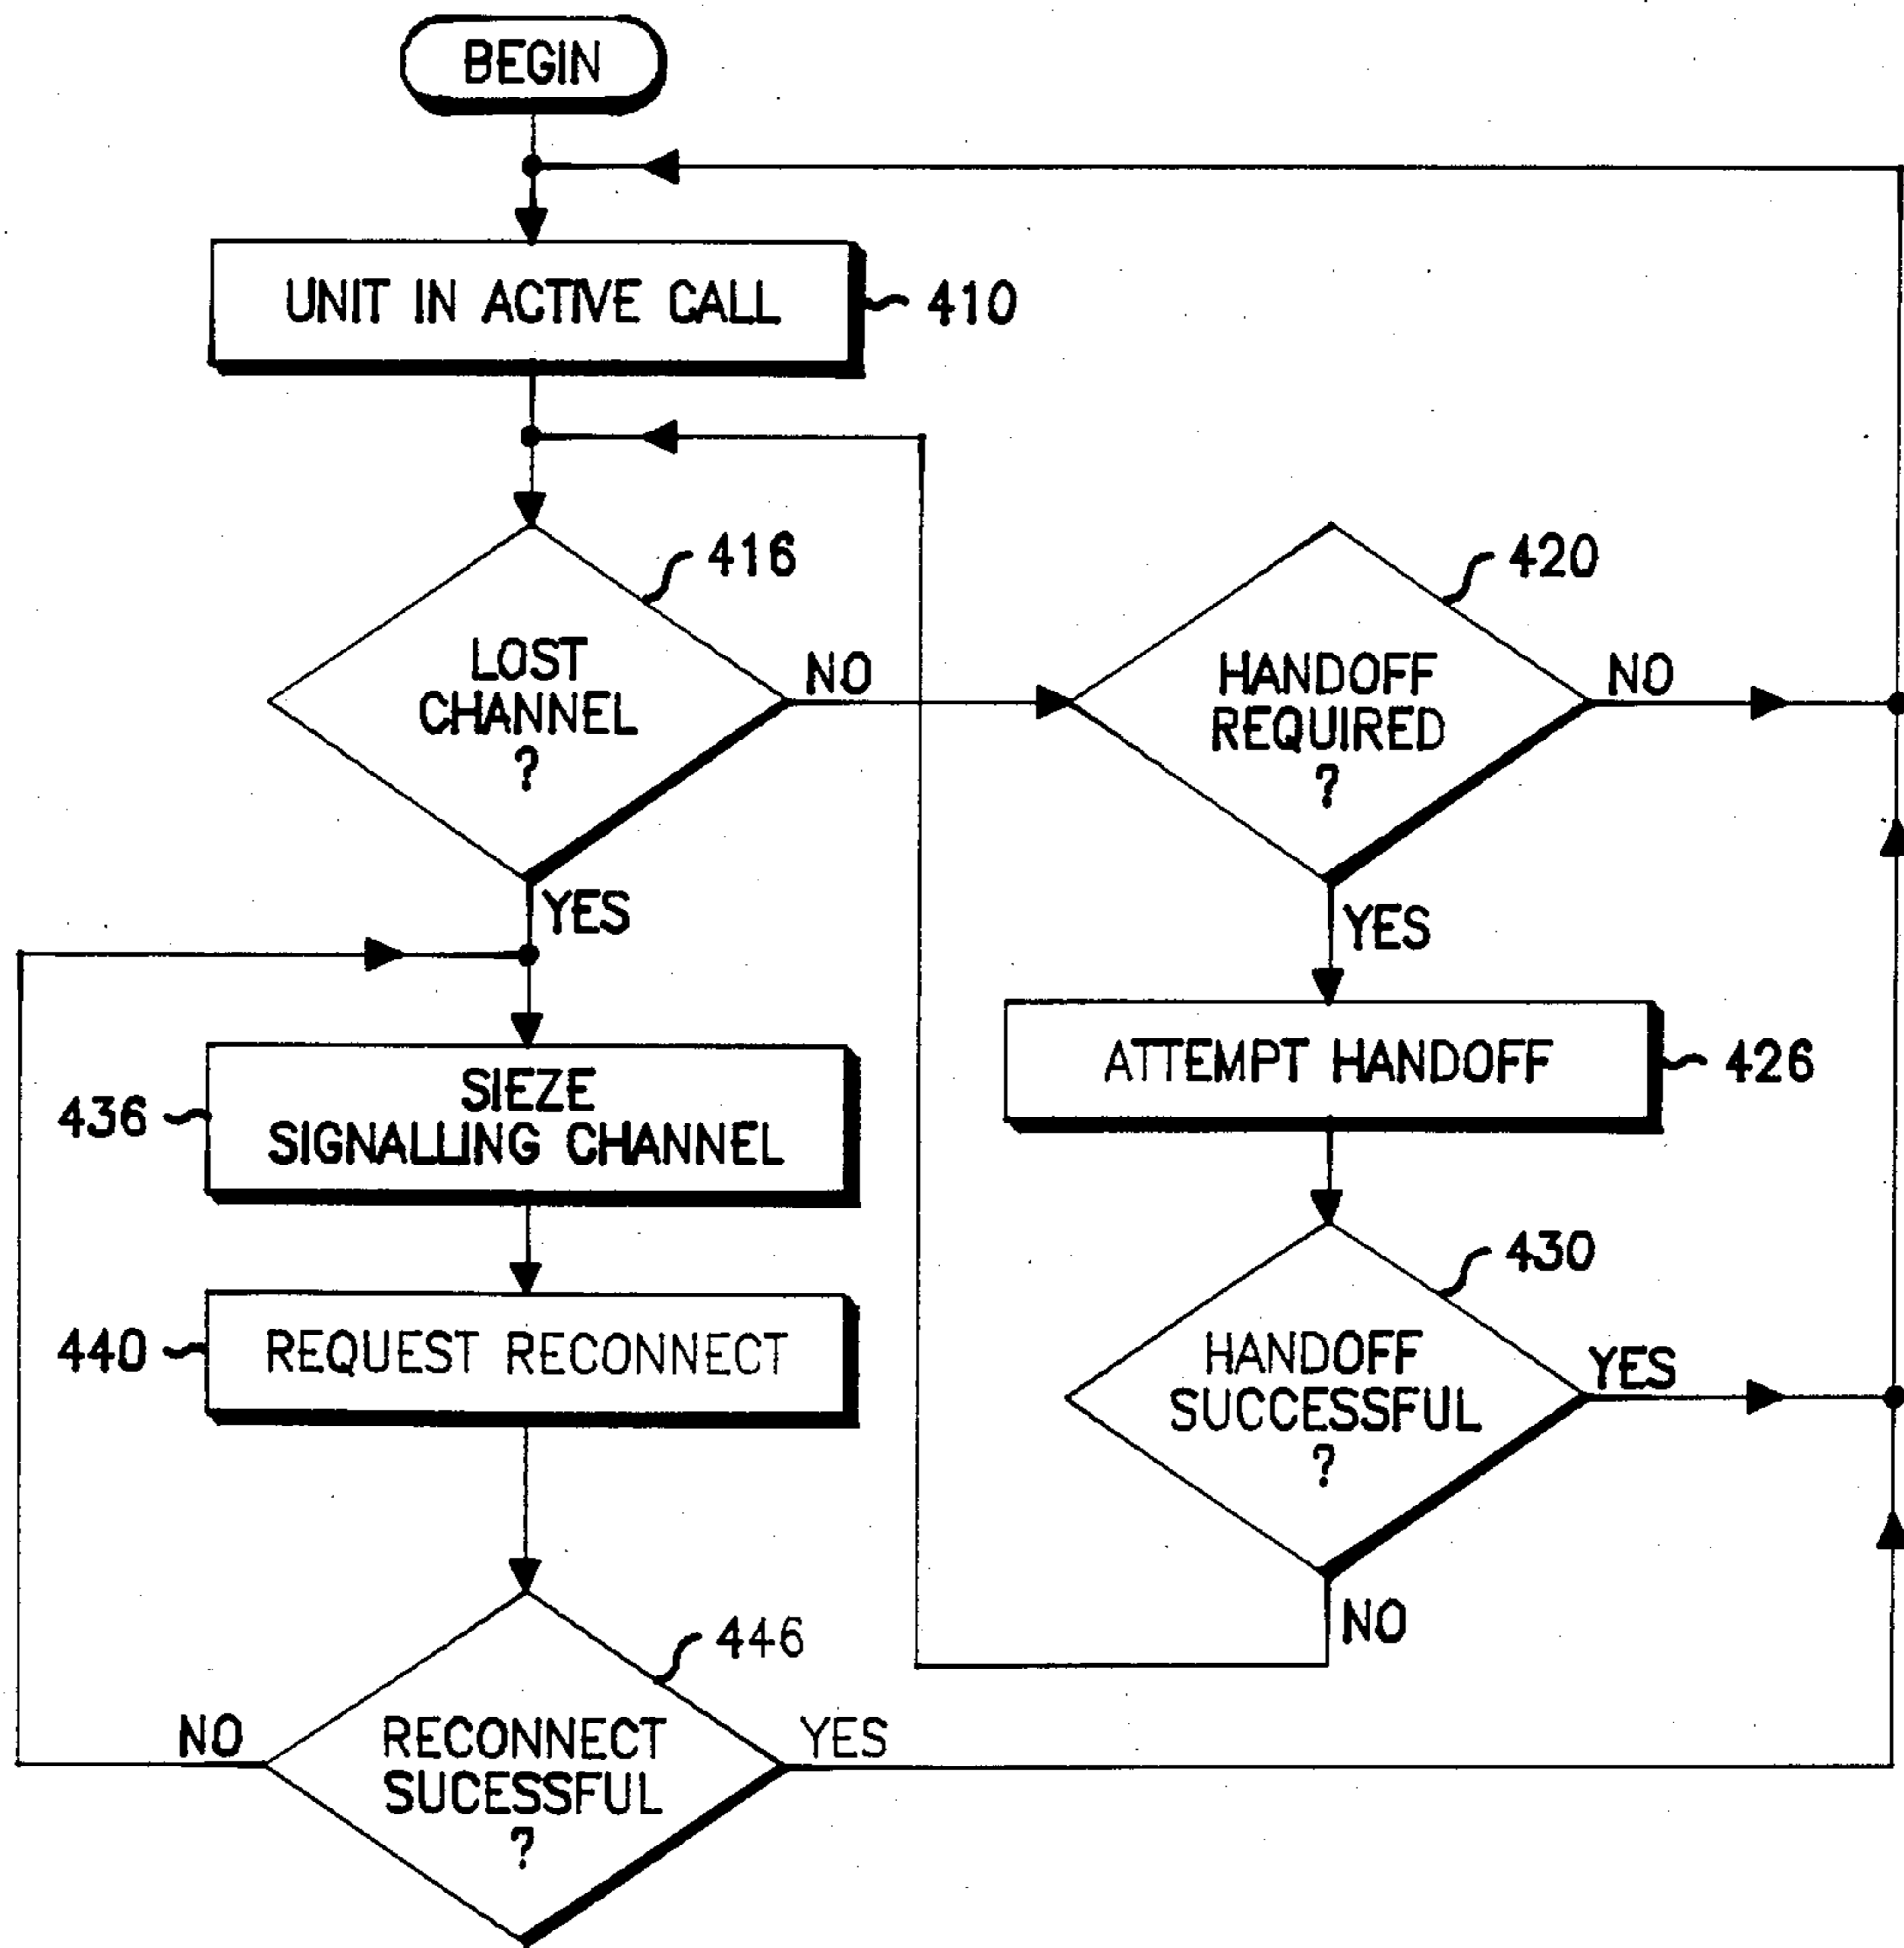 BEGIN
UNIT IN ACTIVE CALL
410
416
LOST
CHANNEL
?
NO
YES
420
HANDOFF
REQUIRED
?
NO
YES
SIEZE
SIGNALLING CHANNEL
436
ATTEMPT HANDOFF
426
REQUEST RECONNECT
440
430
HANDOFF
SUCCESSFUL
?
YES
NO
446
RECONNECT
SUCESSFUL
?
NO
YES